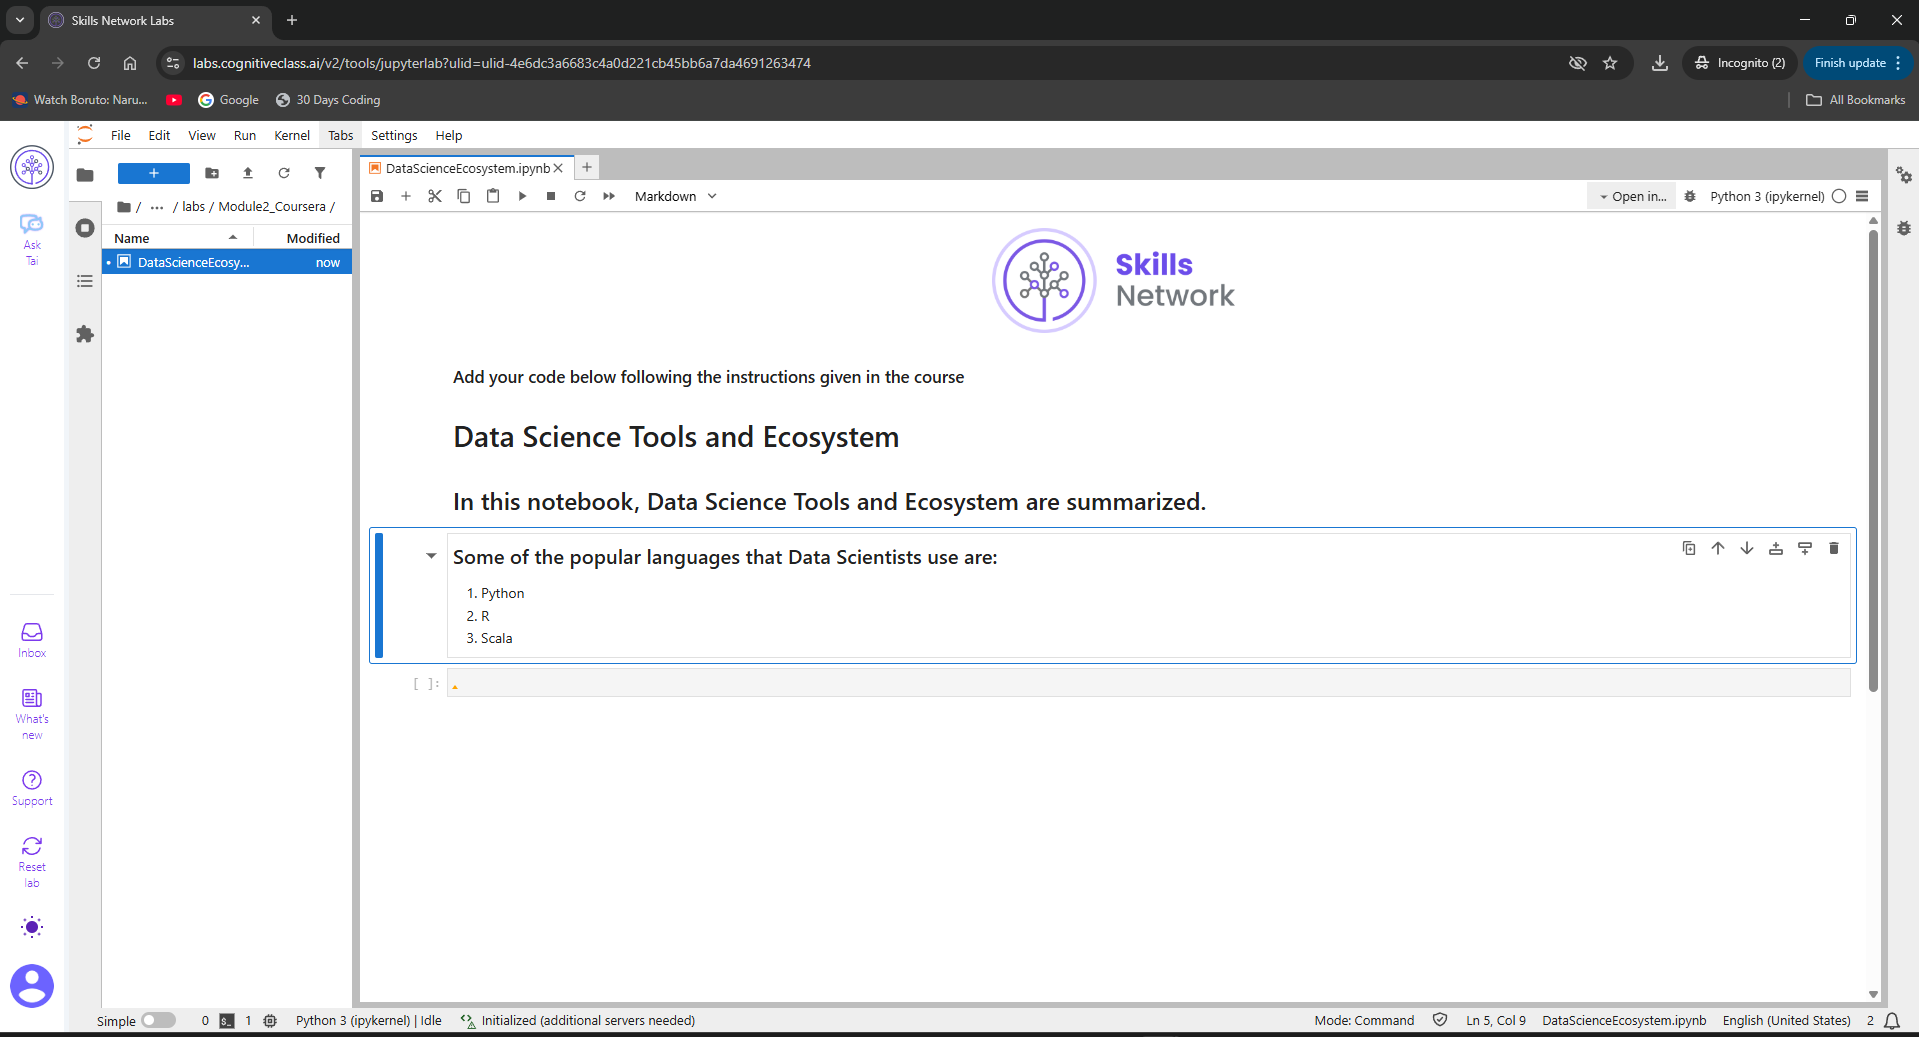 Skills Network Labs
labs.cognitiveclass.ai/v2/tools/jupyterlab?ulid=ulid-4e6dc3a6683c4a0d221cb45bb6a7da4691263474
Incognito (2)
Finish update
Watch Boruto: Naru...
Google
30 Days Coding
All Bookmarks
File Edit View Run Kernel Tabs Settings Help
DataScienceEcosystem.ipynb
Markdown
Open in...
Python 3 (ipykernel)
/ ... / labs / Module2_Coursera /
Name Modified
DataScienceEcosy... now
Ask
Tai
Inbox
What's
new
Support
Reset
lab
Skills
Network
Add your code below following the instructions given in the course
Data Science Tools and Ecosystem
In this notebook, Data Science Tools and Ecosystem are summarized.
Some of the popular languages that Data Scientists use are:
1. Python
2. R
3. Scala
[ ]:
Simple 0 $_ 1 Python 3 (ipykernel) | Idle Initialized (additional servers needed) Mode: Command Ln 5, Col 9 DataScienceEcosystem.ipynb English (United States) 2